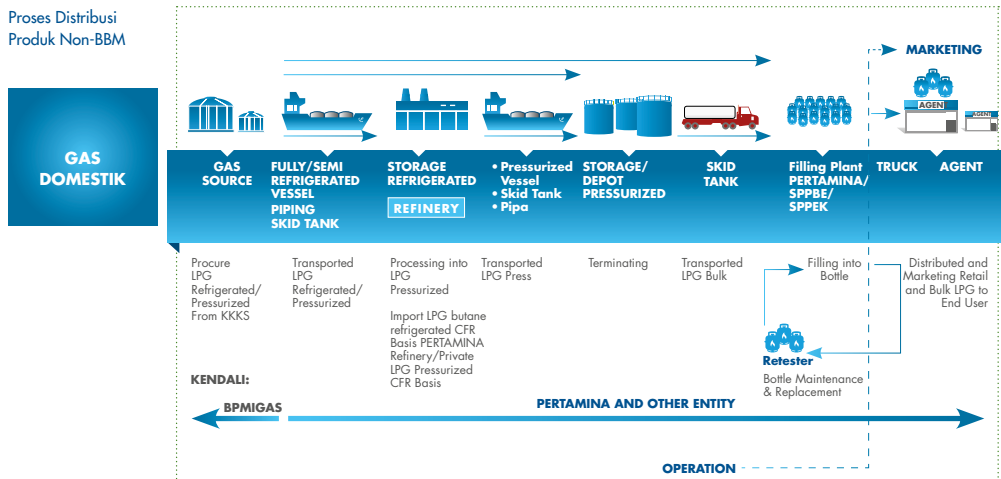 Proses Distribusi
Produk Non-BBM
MARKETING
AGEN
AGENT
GAS
DOMESTIK
GAS
SOURCE
FULLY/SEMI
REFRIGERATED
VESSEL
PIPING
SKID TANK
STORAGE
REFRIGERATED
REFINERY
• Pressurized
Vessel
• Skid Tank
• Pipa
STORAGE/
DEPOT
PRESSURIZED
SKID
TANK
Filling Plant
PERTAMINA/
SPPBE/
SPPEK
TRUCK
AGENT
Procure
LPG
Refrigerated/
Pressurized
From KKKS
Transported
LPG
Refrigerated/
Pressurized
Processing into
LPG
Pressurized
Import LPG butane
refrigerated CFR
Basis PERTAMINA
Refinery/Private
LPG Pressurized
CFR Basis
Transported
LPG Press
Terminating
Transported
LPG Bulk
Filling into
Bottle
Distributed and
Marketing Retail
and Bulk LPG to
End User
Retester
Bottle Maintenance
& Replacement
KENDALI:
BPMIGAS
PERTAMINA AND OTHER ENTITY
OPERATION